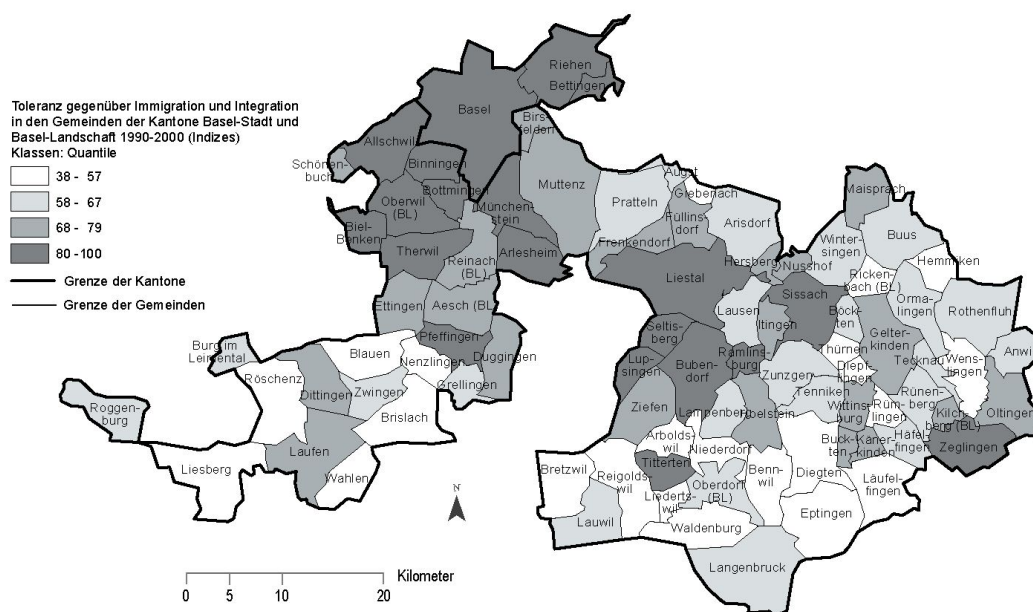 Toleranz gegenüber Immigration und Integration
in den Gemeinden der Kantone Basel-Stadt und
Basel-Landschaft 1990-2000 (Indizes)
Klassen: Quantile
38 - 57
58 - 67
68 - 79
80 - 100
Grenze der Kantone
Grenze der Gemeinden
Riehen
Bettingen
Basel
Birs-
felden
Allschwil
Schönen-
buch
Binningen
Bottmingen
Oberwil
(BL)
München-
stein
Muttenz
Biel-
Benken
Therwil
Reinach
(BL)
Arlesheim
Ettingen
Aesch (BL
Pfeffingen
Duggingen
Burg im
Leimental
Blauen
Nenzlingen
Röschenz
Dittingen
Zwingen
Grellingen
Brislach
Roggen-
burg
Laufen
Liesberg
Wahlen
Augst
Giebenach
Pratteln
Füllins-
dorf
Arisdorf
Frenkendorf
Hersberg
Nusshof
Liestal
Maisprach
Buus
Winter-
singen
Hemmiken
Ricken-
bach (BL)
Sissach
Orma-
lingen
Rothenfluh
Lausen
Itingen
Böck-
ten
Gelter-
kinden
Anwi
Seltis-
berg
Thürnen
Tecknau
Wens-
lingen
Lup-
singen
Buben-
dorf
Ramlins-
burg
Zunzgen
Diepf-
lingen
Rünen-
berg
Tennike
Rüm-
lingen
Wittins-
burg
Kilch-
berg (BL)
Oltingen
Ziefen
Lampenber
Holstein
Häfel-
fingen
Zeglingen
Buck-
ten
Känerl-
kinden
Arbolds-
wil
Niederdorf
Bretzwil
Titterten
Benn-
wil
Diegten
Läufel-
fingen
Reigolds-
wil
Oberdorf
(BL)
Liederts-
wil
Eptingen
Lauwil
Waldenburg
Langenbruck
N
Kilometer
0 5 10 20